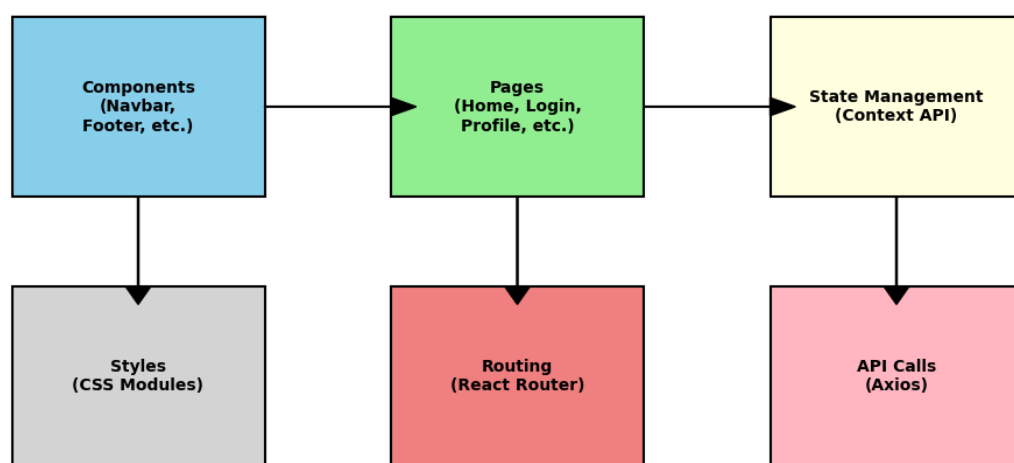 Components
(Navbar,
Footer, etc.)
Pages
(Home, Login,
Profile, etc.)
State Management
(Context API)
Styles
(CSS Modules)
Routing
(React Router)
API Calls
(Axios)